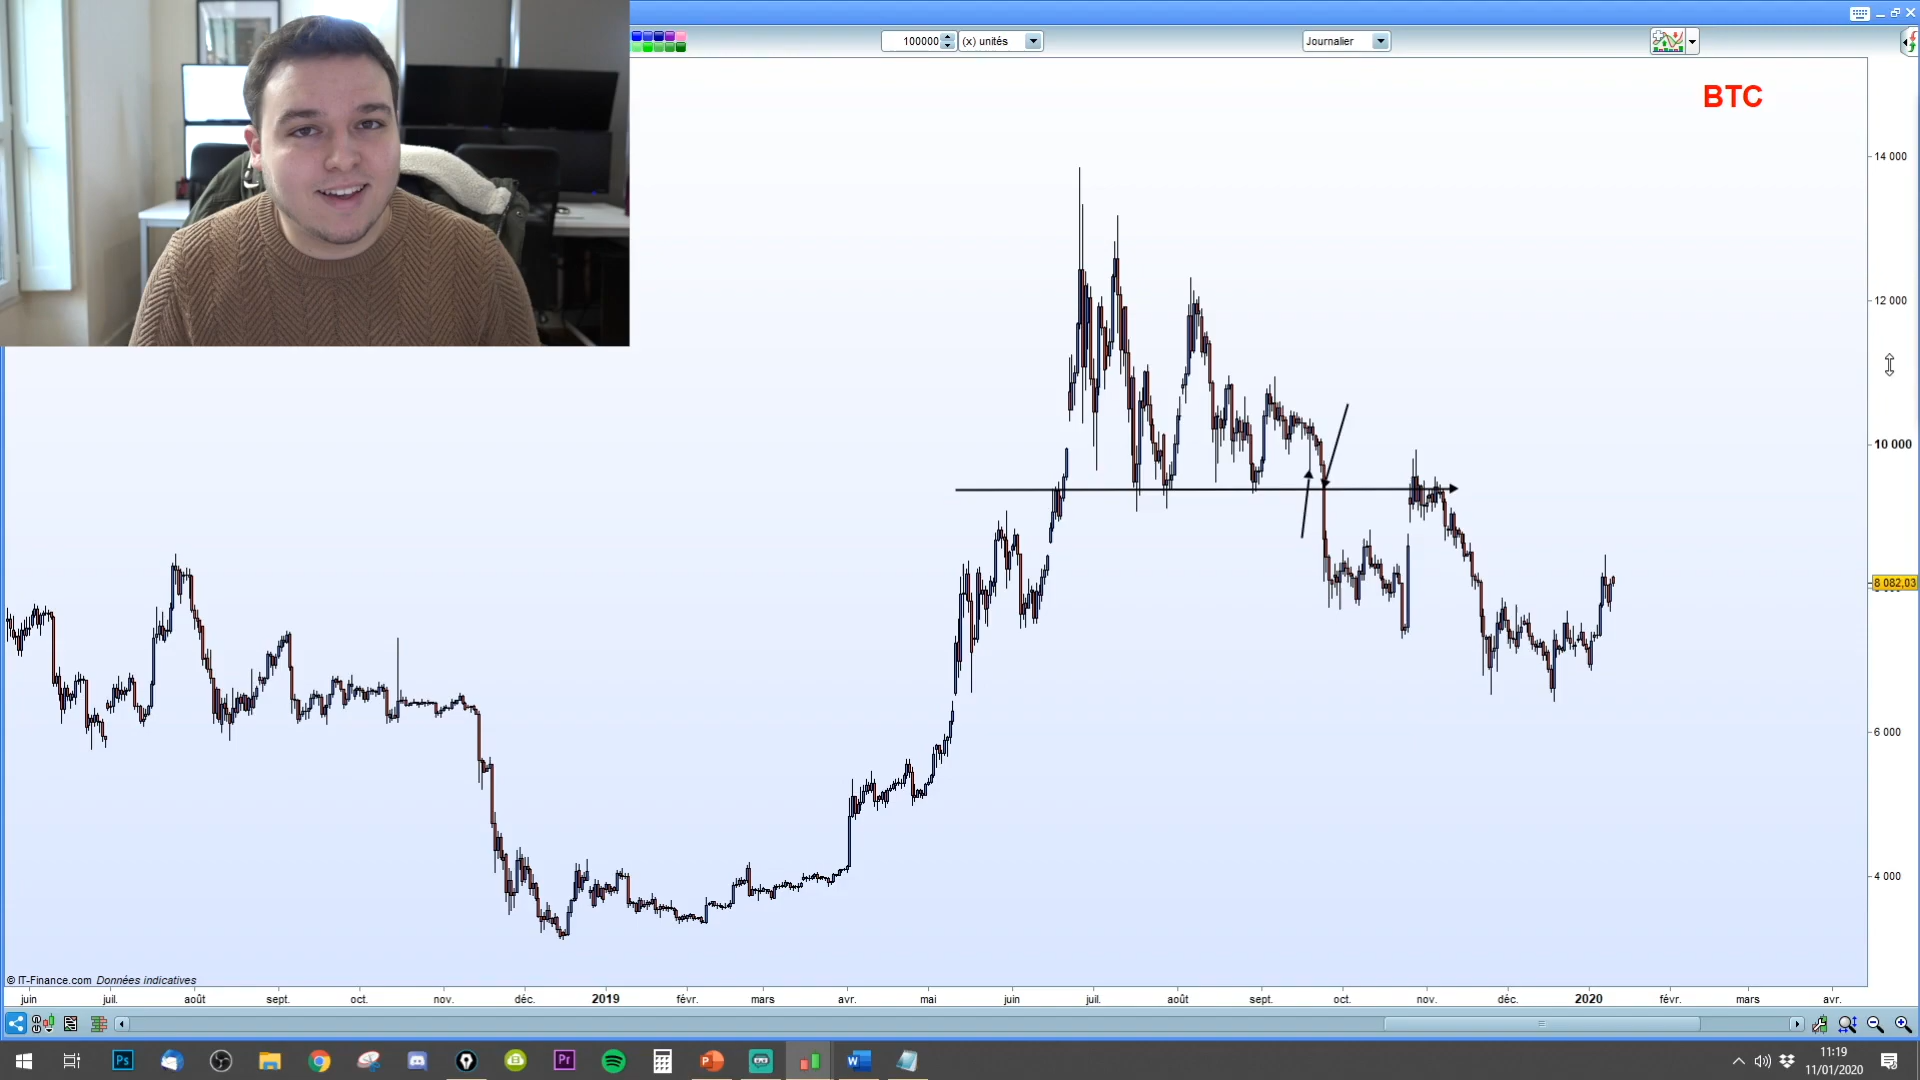 100000 (x) unités Journalier
BTC
14 000
12 000
10 000
8 082,03
6 000
4 000
© IT-Finance.com Données indicatives
juin juil. août sept. oct. nov. déc. 2019 févr. mars avr. mai juin juil. août sept. oct. nov. déc. 2020 févr. mars avr.
Ps Pr P W
11:19
11/01/2020